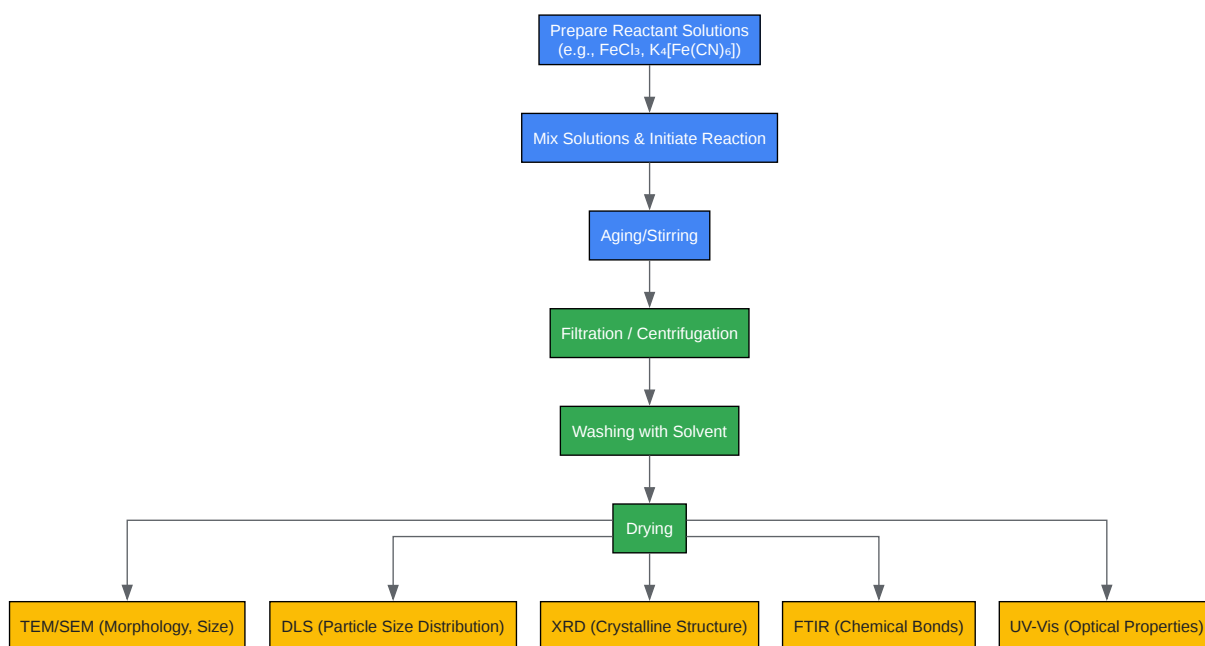 Prepare Reactant Solutions
(e.g., FeCl₃, K₄[Fe(CN)₆])
Mix Solutions & Initiate Reaction
Aging/Stirring
Filtration / Centrifugation
Washing with Solvent
Drying
TEM/SEM (Morphology, Size)
DLS (Particle Size Distribution)
XRD (Crystalline Structure)
FTIR (Chemical Bonds)
UV-Vis (Optical Properties)